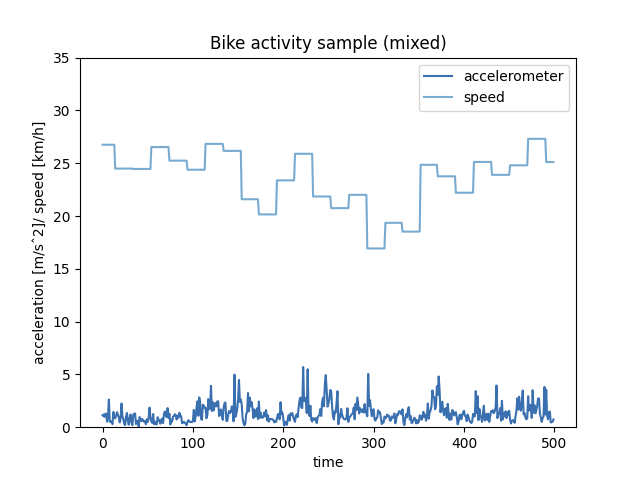 Bike activity sample (mixed)
accelerometer
speed
35
30
25
20
15
10
5
0
acceleration [m/sˆ2]/ speed [km/h]
0 100 200 300 400 500
time